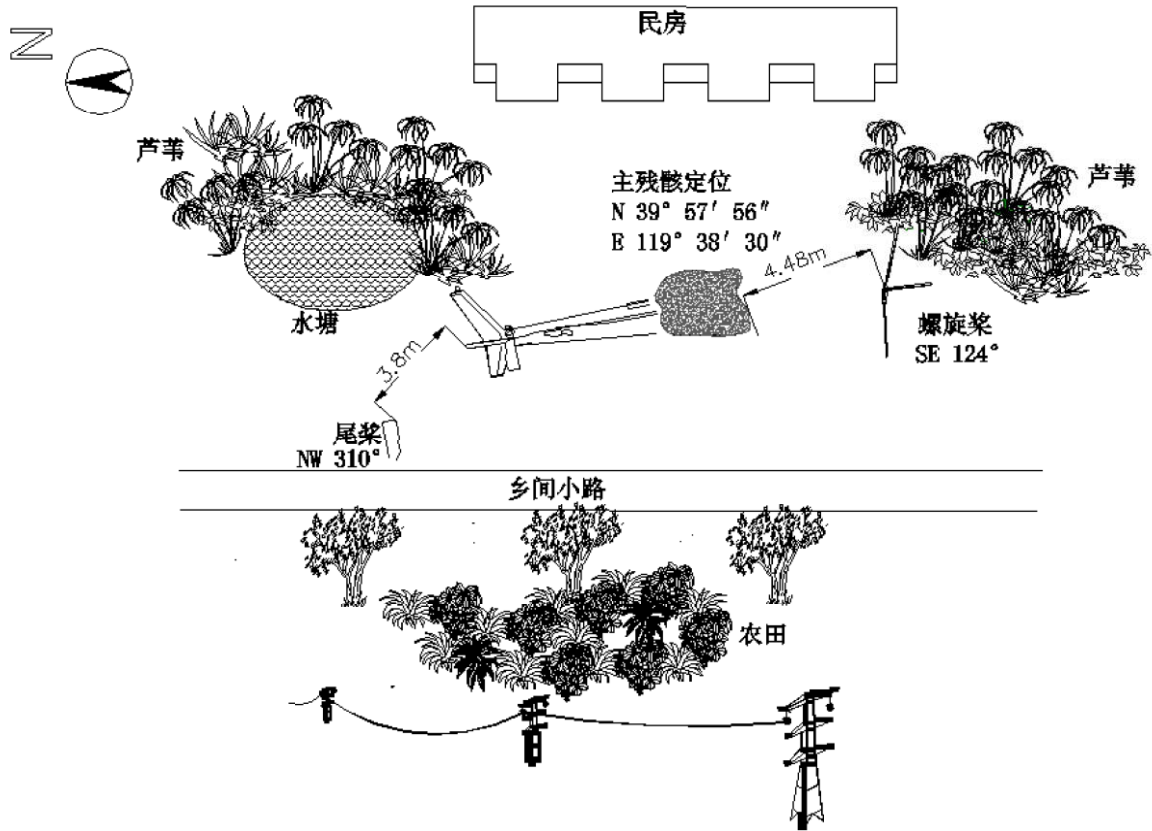 民房
N
芦苇
主残骸定位
N 39° 57′ 56″
E 119° 38′ 30″
芦苇
4.48m
水塘
螺旋桨
SE 124°
3.8m
尾桨
NW 310°
乡间小路
农田